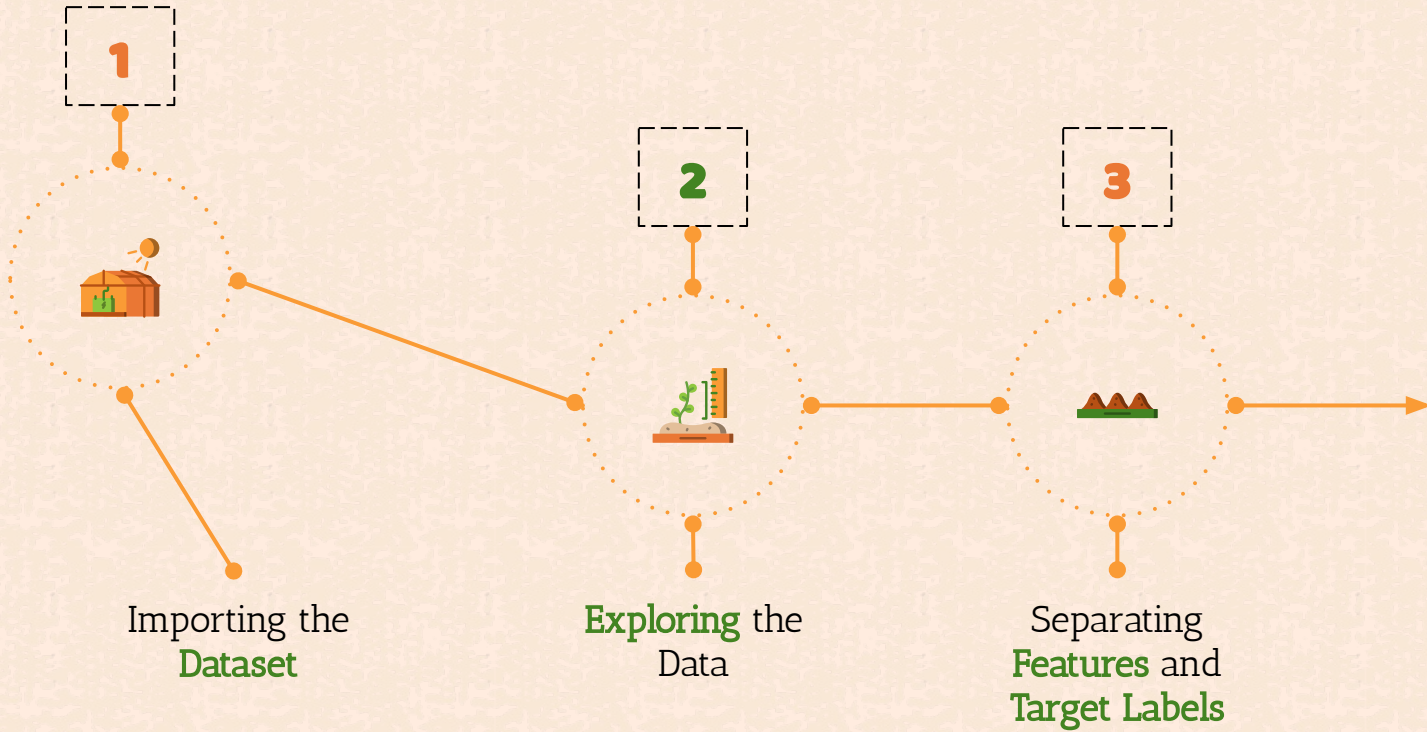 1
2
3
Importing the
Dataset
Exploring the
Data
Separating
Features and
Target Labels